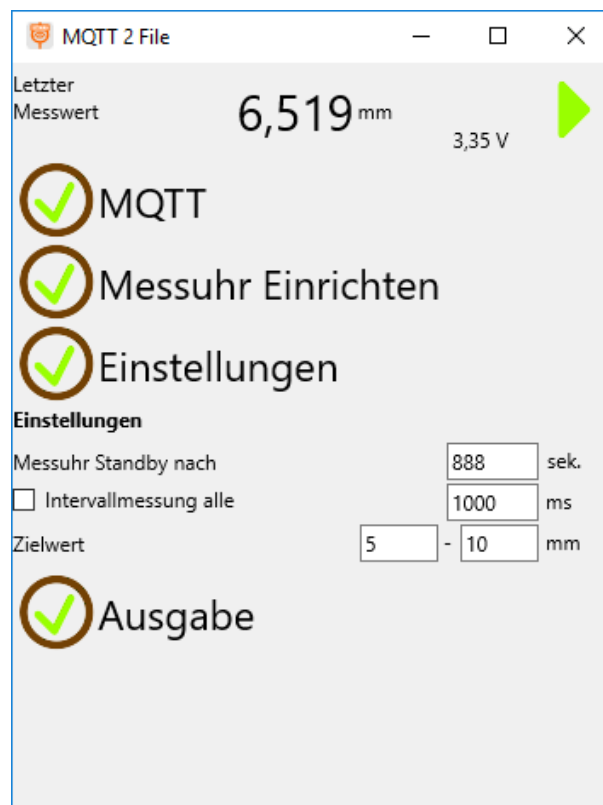 MQTT 2 File
Letzter
Messwert
6,519 mm
3,35 V
MQTT
Messuhr Einrichten
Einstellungen
Einstellungen
Messuhr Standby nach 888 sek.
Intervallmessung alle 1000 ms
Zielwert 5 - 10 mm
Ausgabe